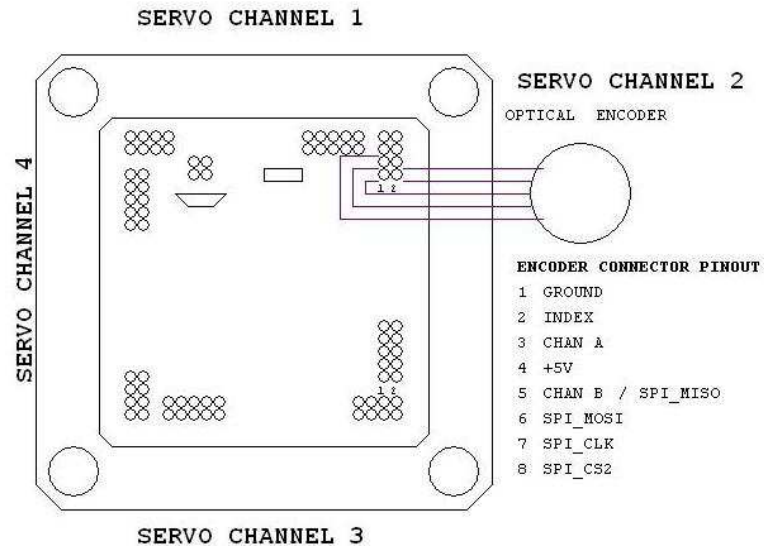 SERVO CHANNEL 1
SERVO CHANNEL 2
OPTICAL ENCODER
SERVO CHANNEL 4
1 2
ENCODER CONNECTOR PINOUT
1 GROUND
2 INDEX
3 CHAN A
4 +5V
5 CHAN B / SPI_MISO
6 SPI_MOSI
7 SPI_CLK
8 SPI_CS2
1 2
SERVO CHANNEL 3